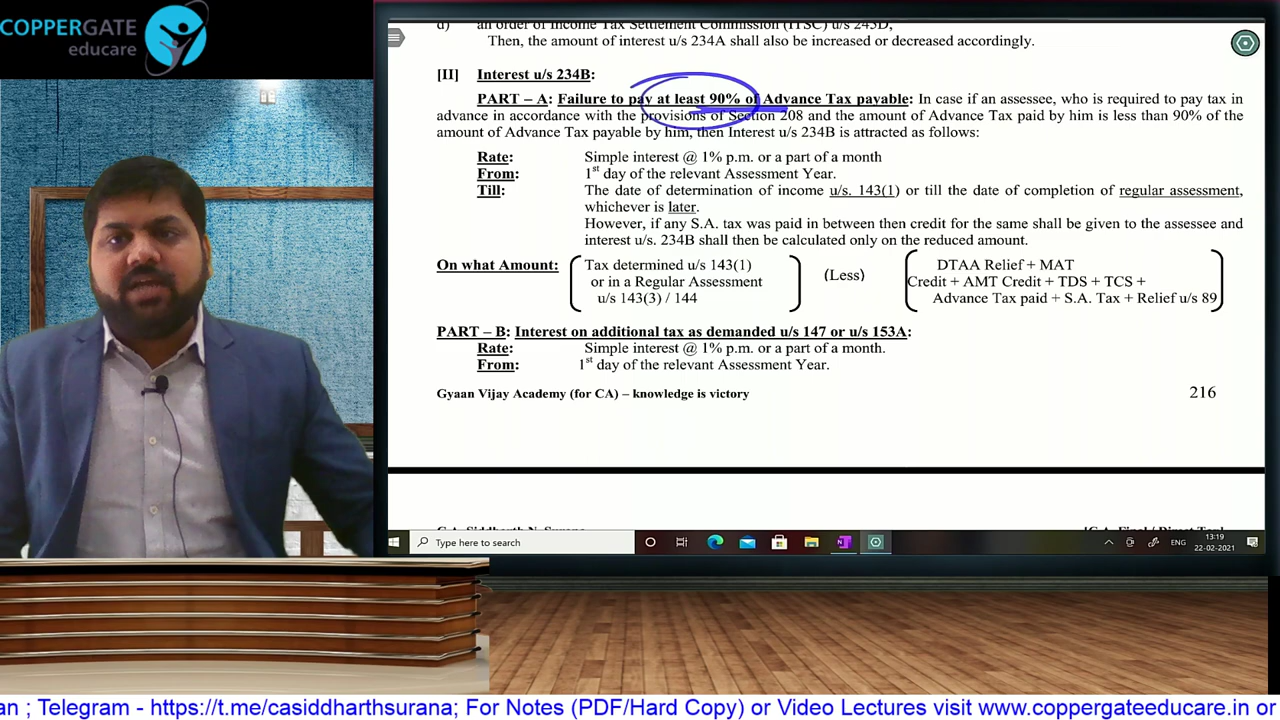 COPPERGATE
educare
d) an order of Income Tax Settlement Commission (ITSC) u/s 245D,
Then, the amount of interest u/s 234A shall also be increased or decreased accordingly.
[II] Interest u/s 234B:
PART – A: Failure to pay at least 90% of Advance Tax payable: In case if an assessee, who is required to pay tax in
advance in accordance with the provisions of Section 208 and the amount of Advance Tax paid by him is less than 90% of the
amount of Advance Tax payable by him, then Interest u/s 234B is attracted as follows:
Rate: Simple interest @ 1% p.m. or a part of a month
From: 1st day of the relevant Assessment Year.
Till: The date of determination of income u/s. 143(1) or till the date of completion of regular assessment,
whichever is later.
However, if any S.A. tax was paid in between then credit for the same shall be given to the assessee and
interest u/s. 234B shall then be calculated only on the reduced amount.
On what Amount: Tax determined u/s 143(1) (Less) DTAA Relief + MAT
or in a Regular Assessment Credit + AMT Credit + TDS + TCS +
u/s 143(3) / 144 Advance Tax paid + S.A. Tax + Relief u/s 89
PART – B: Interest on additional tax as demanded u/s 147 or u/s 153A:
Rate: Simple interest @ 1% p.m. or a part of a month.
From: 1st day of the relevant Assessment Year.
Gyaan Vijay Academy (for CA) – knowledge is victory 216
C.A. Siddharth N. Surana [C.A. Final / Direct Tax]
Type here to search
ENG
13:19
22-02-2021
an ; Telegram - https://t.me/casiddharthsurana; For Notes (PDF/Hard Copy) or Video Lectures visit www.coppergateeducare.in or